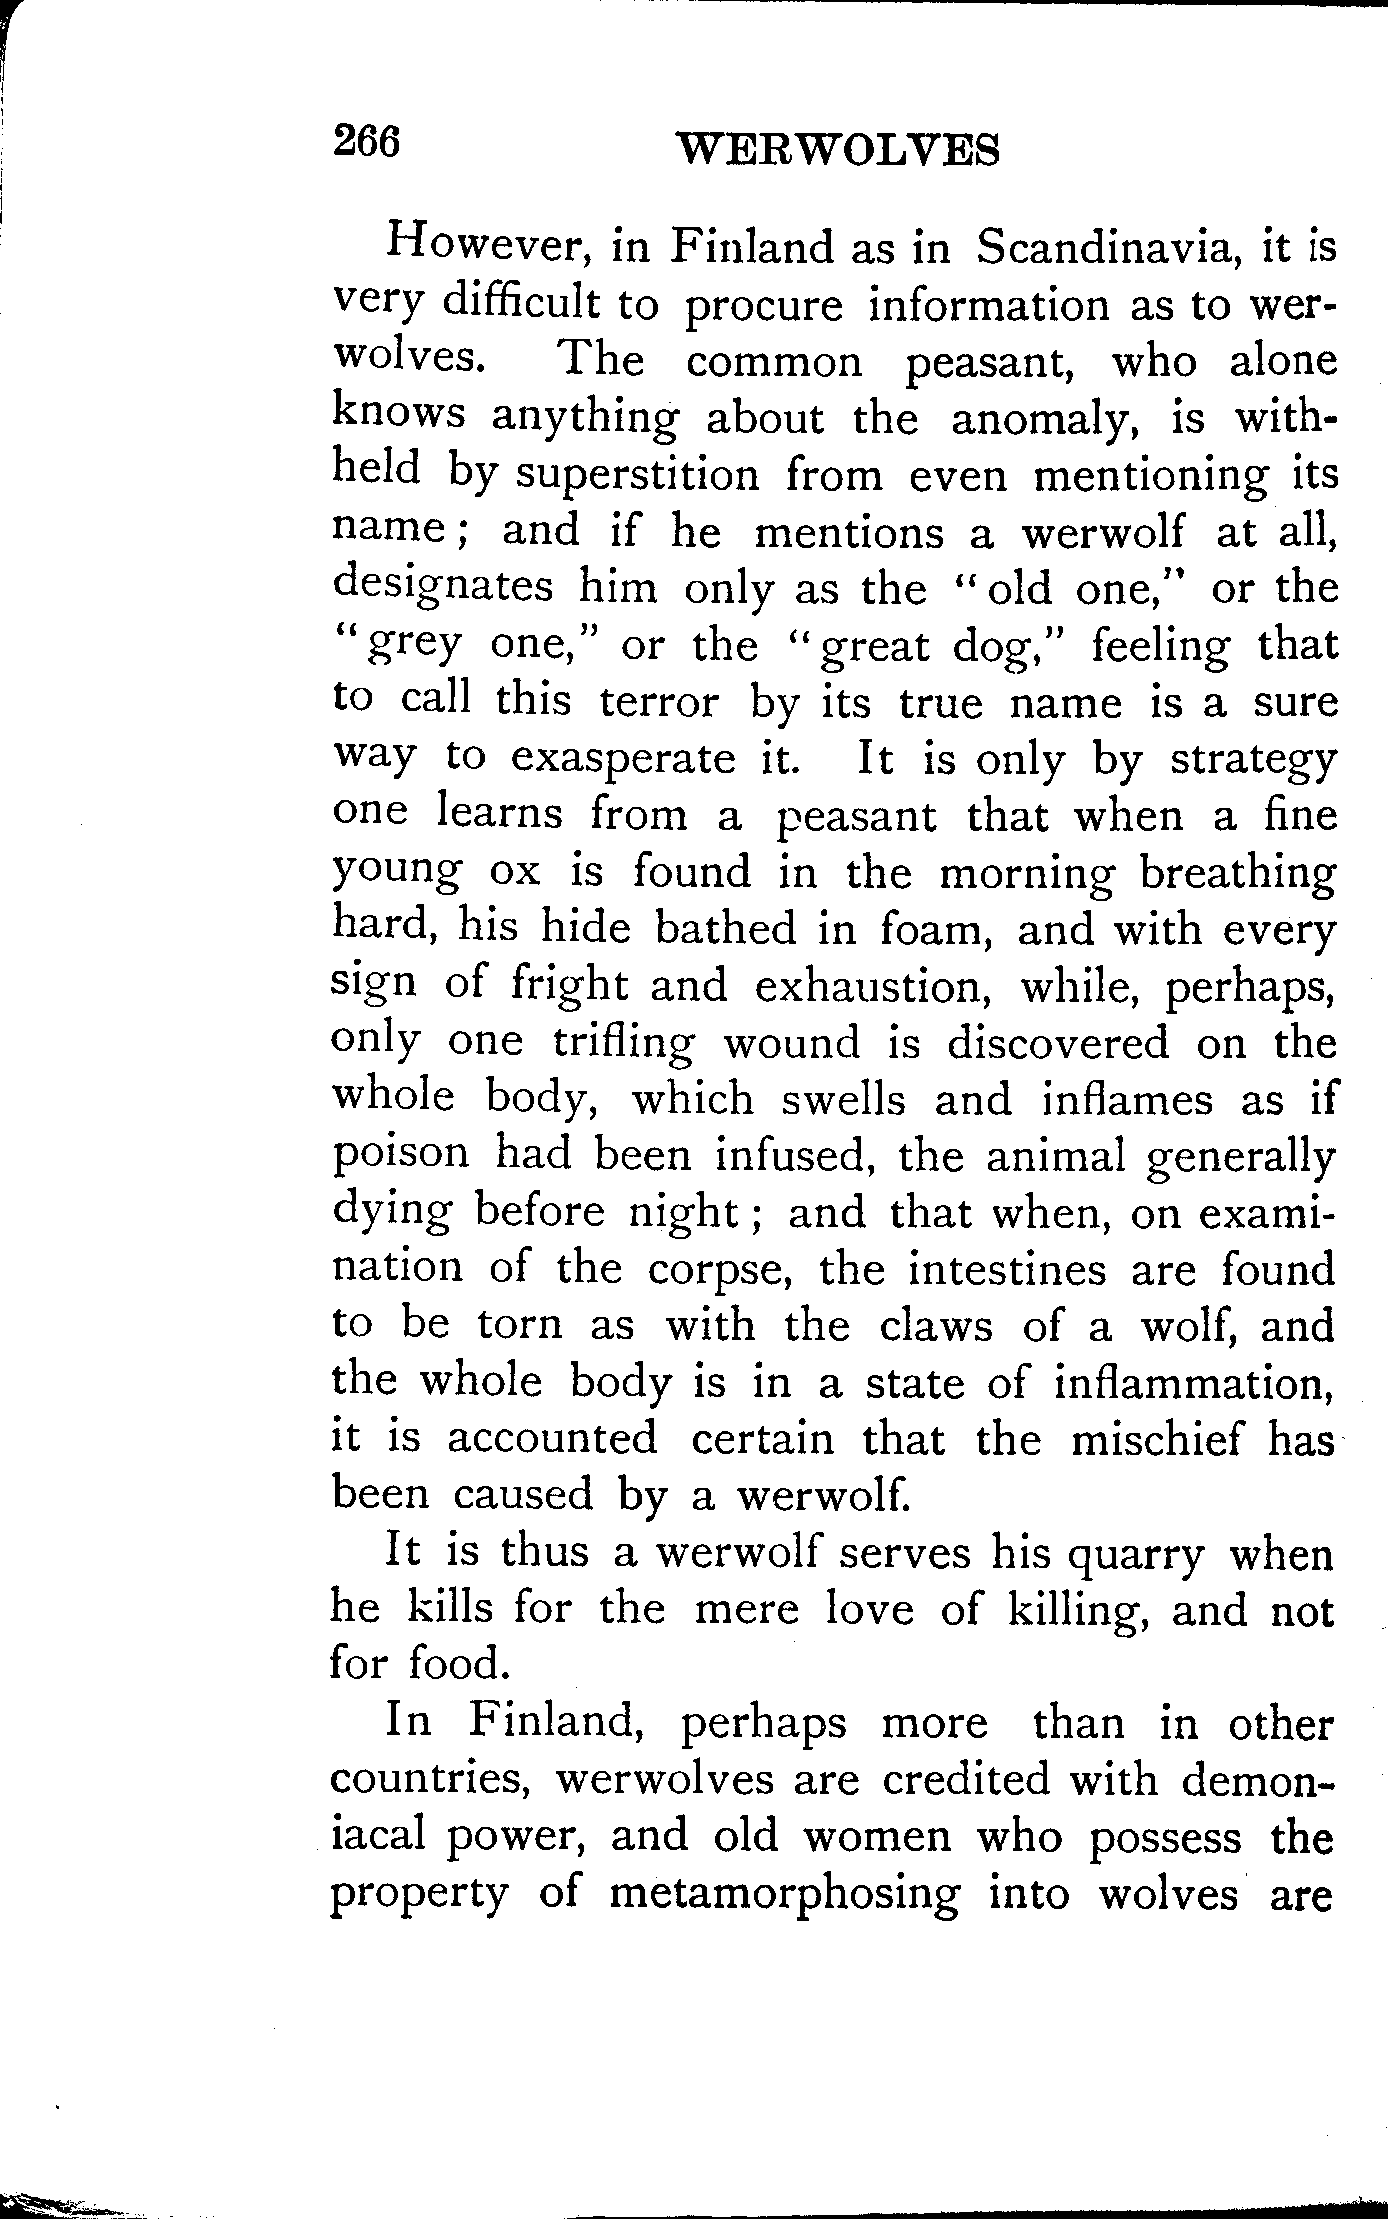 266 WERWOLVES
However, in Finland as in Scandinavia, it is
very difficult to procure information as to wer-
wolves. The common peasant, who alone
knows anything about the anomaly, is with-
held by superstition from even mentioning its
name ; and if he mentions a werwolf at all,
designates him only as the “ old one,” or the
“ grey one,” or the “ great dog,” feeling that
to call this terror by its true name is a sure
way to exasperate it. It is only by strategy
one learns from a peasant that when a fine
young ox is found in the morning breathing
hard, his hide bathed in foam, and with every
sign of fright and exhaustion, while, perhaps,
only one trifling wound is discovered on the
whole body, which swells and inflames as if
poison had been infused, the animal generally
dying before night ; and that when, on exami-
nation of the corpse, the intestines are found
to be torn as with the claws of a wolf, and
the whole body is in a state of inflammation,
it is accounted certain that the mischief has
been caused by a werwolf.
It is thus a werwolf serves his quarry when
he kills for the mere love of killing, and not
for food.
In Finland, perhaps more than in other
countries, werwolves are credited with demon-
iacal power, and old women who possess the
property of metamorphosing into wolves are